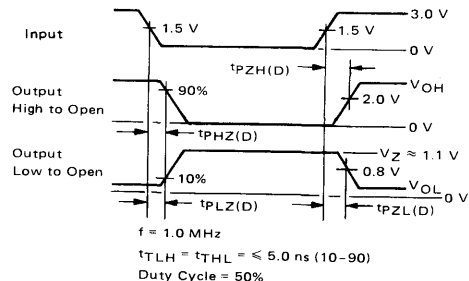 3.0 V
Input
1.5 V
1.5 V
0 V
tPZH(D)
Output
High to Open
90%
VOH
2.0 V
0 V
tPHZ(D)
Output
Low to Open
VZ ≈ 1.1 V
0.8 V
10%
VOL
0 V
tPLZ(D)
tPZL(D)
f = 1.0 MHz
tTLH = tTHL = ≤ 5.0 ns (10-90)
Duty Cycle = 50%